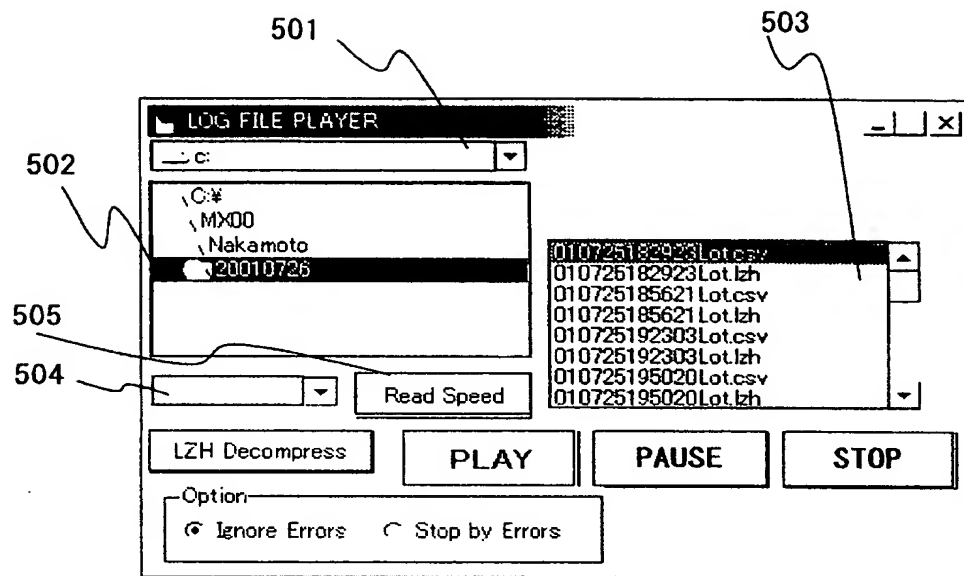 501
503
LOG FILE PLAYER
c:
502
C:¥
MX00
Nakamoto
20010726
010725182923Lot.csv
010725182923Lot.lzh
010725185621Lot.csv
010725185621Lot.lzh
010725192303Lot.csv
010725192303Lot.lzh
010725195020Lot.csv
010725195020Lot.lzh
505
504
Read Speed
LZH Decompress
PLAY
PAUSE
STOP
Option
Ignore Errors
Stop by Errors